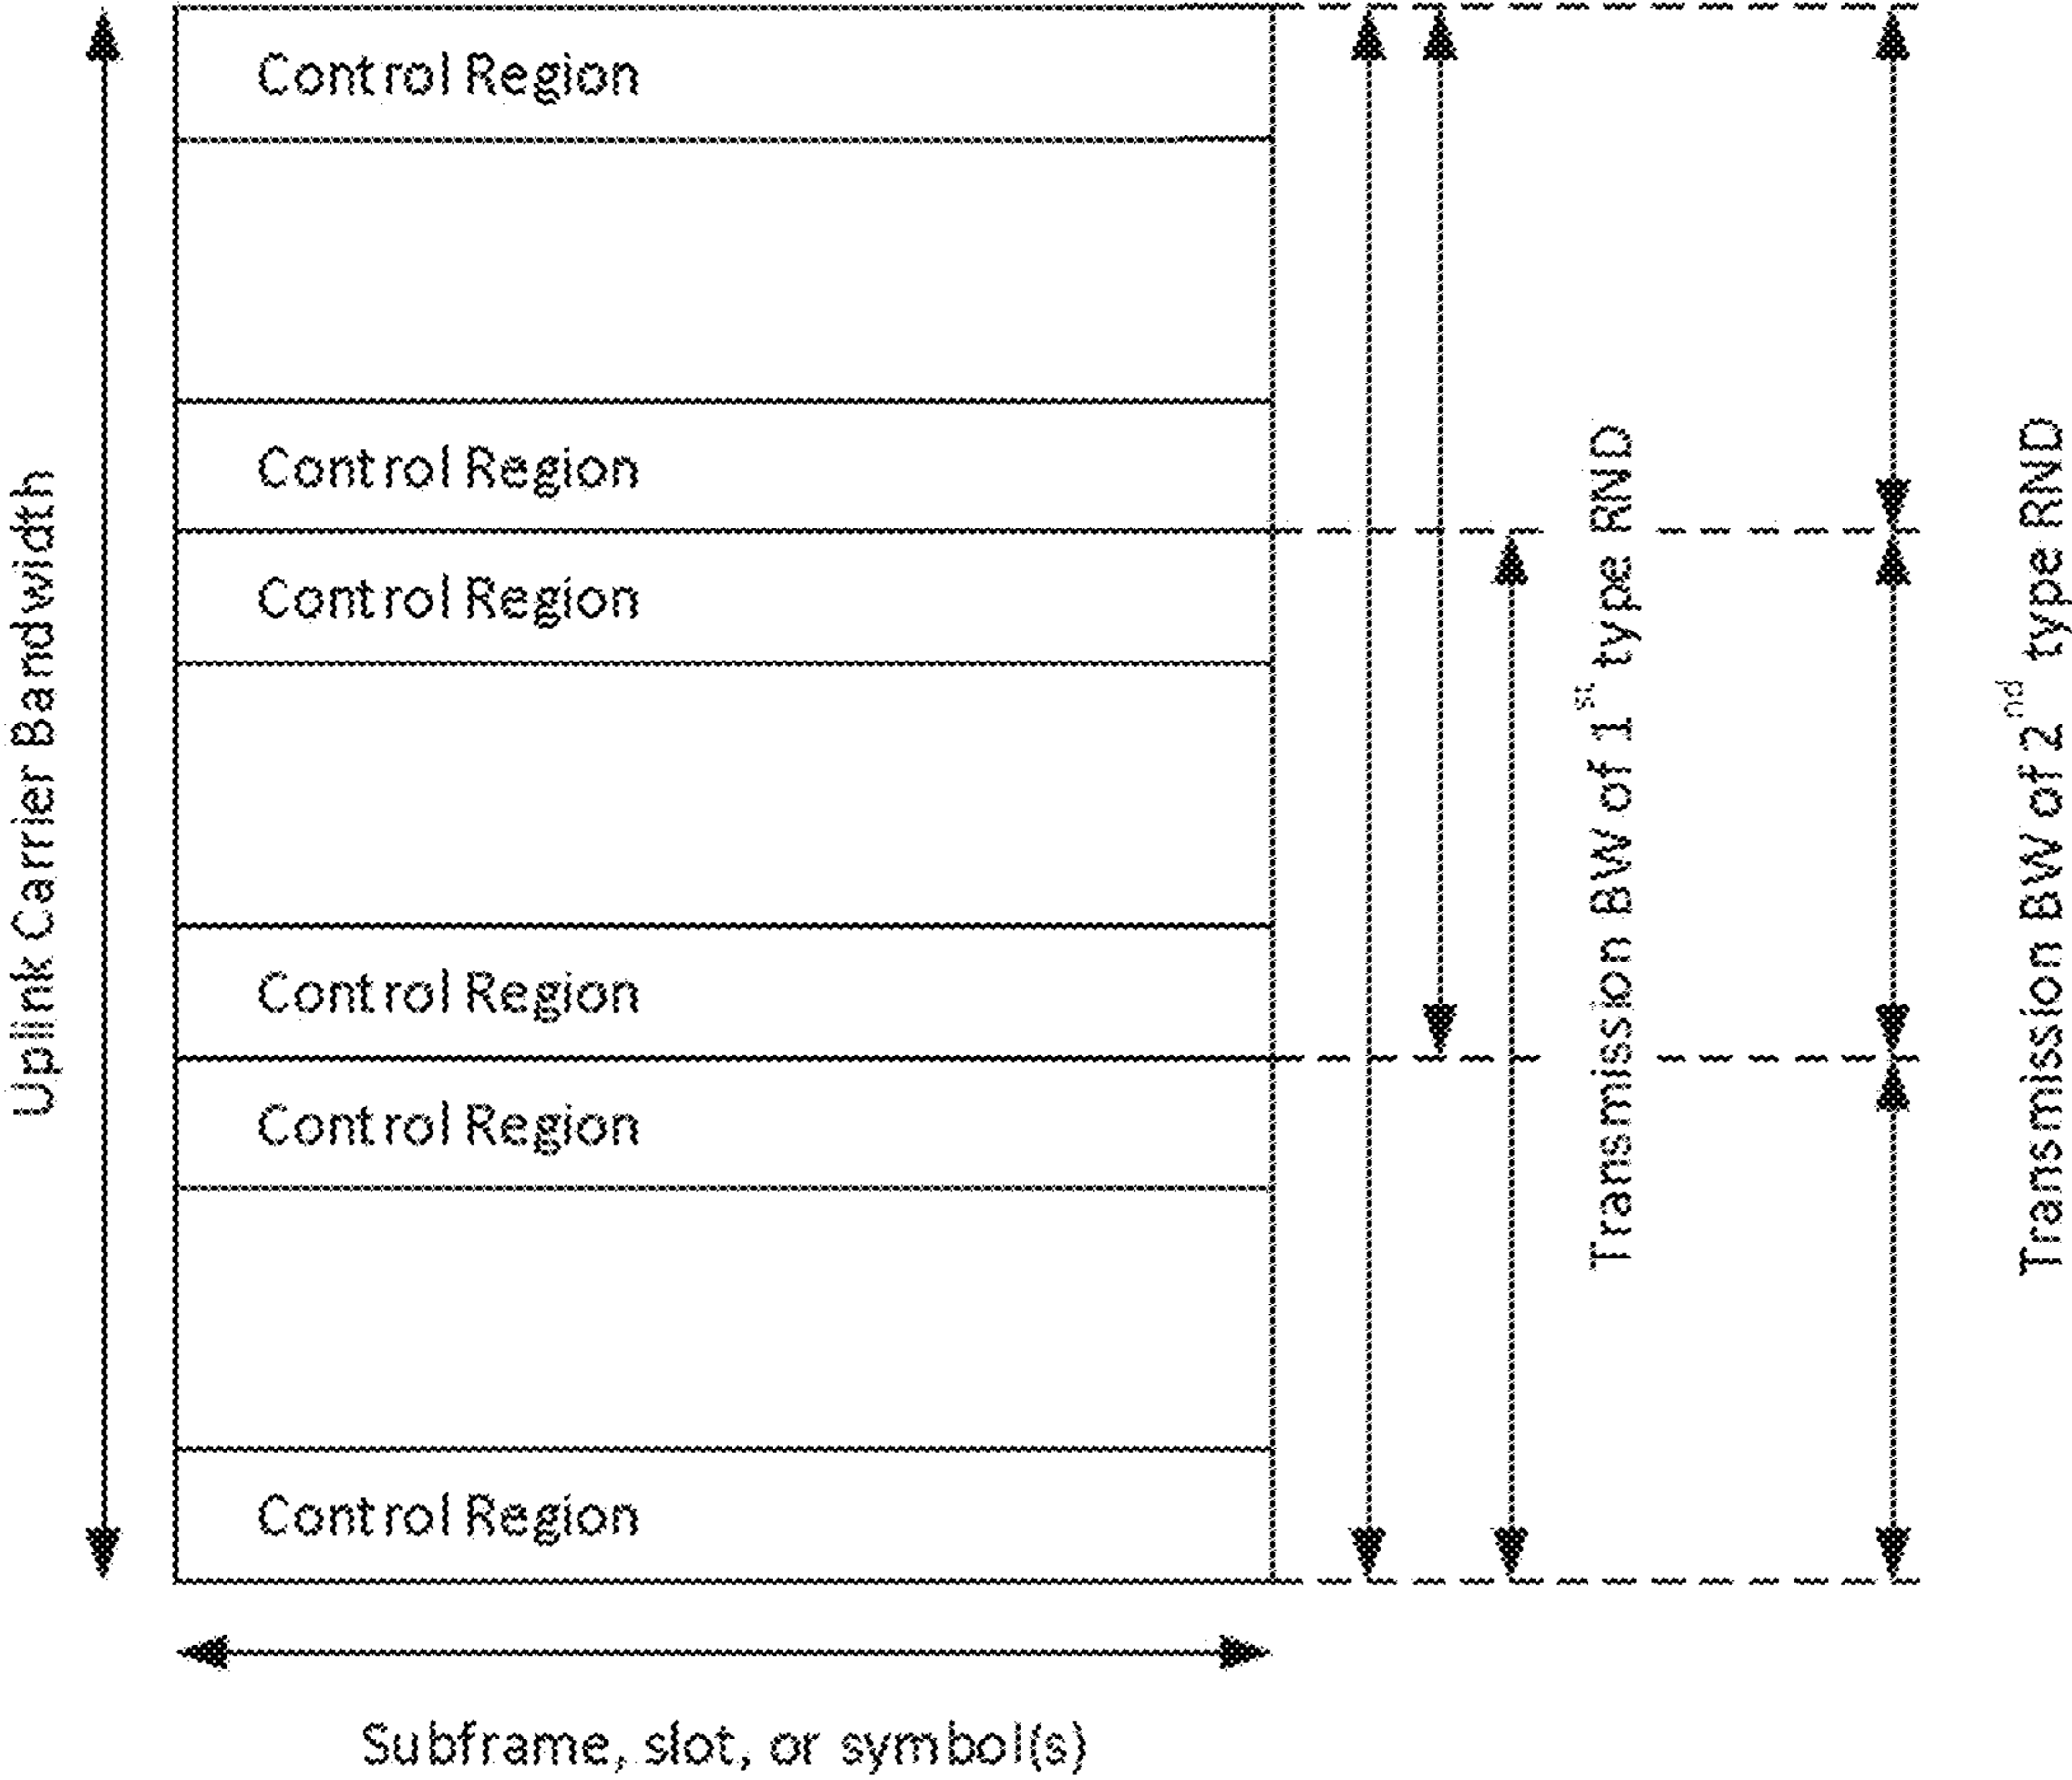 Control Region
Control Region
Control Region
Control Region
Control Region
Control Region
Uplink Carrier Bandwidth
Transmission BW of 1st type RND
Transmission BW of 2nd type RND
Subframe, slot, or symbol(s)